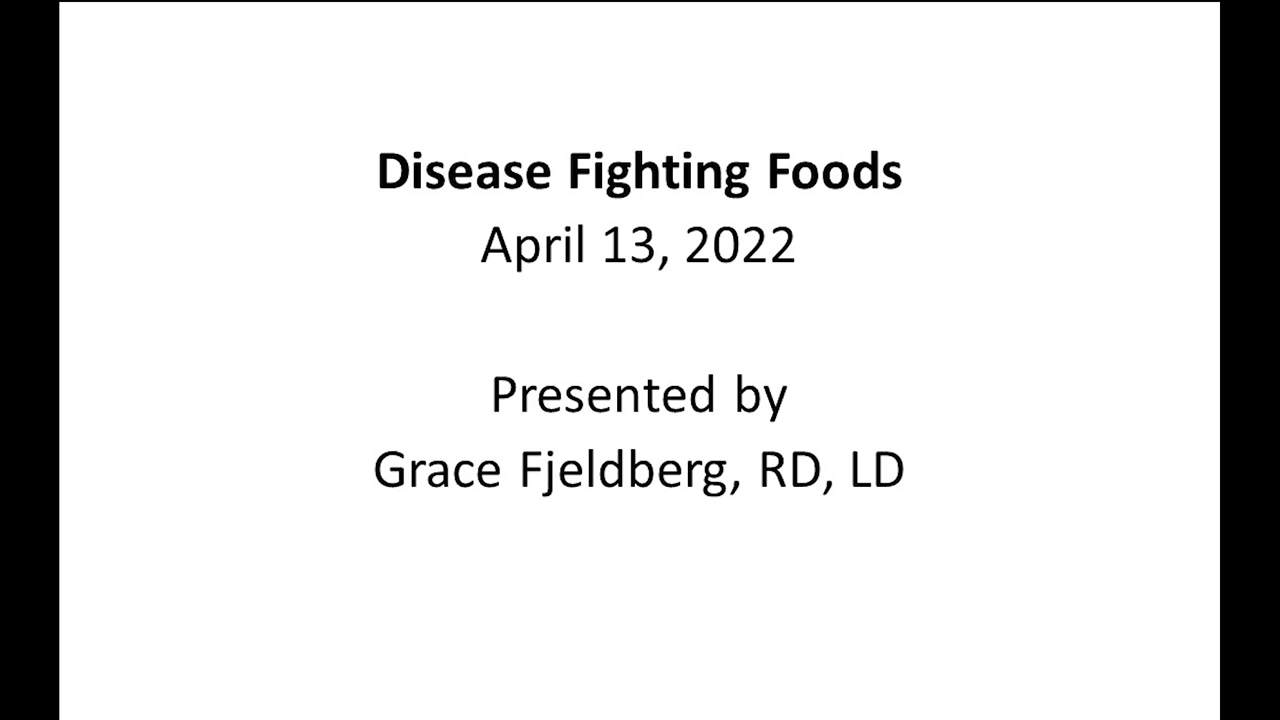 Disease Fighting Foods
April 13, 2022
Presented by
Grace Fjeldberg, RD, LD